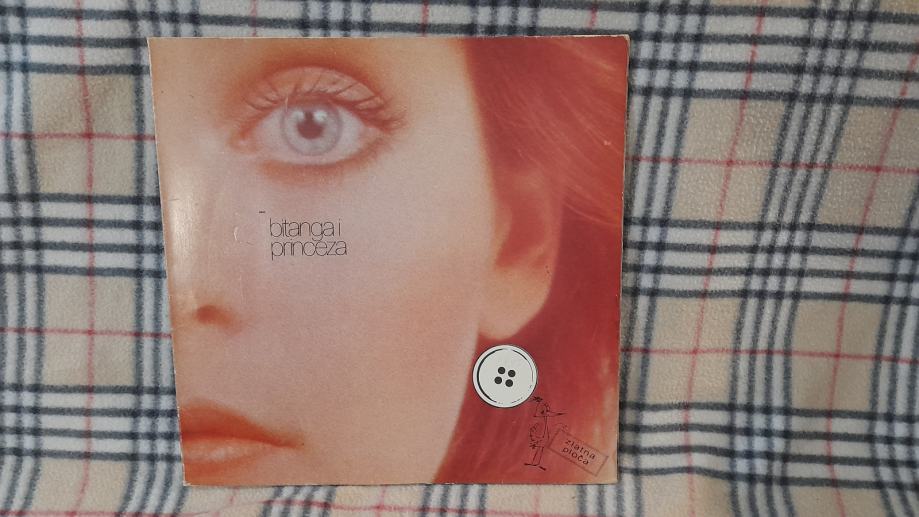 bitanga i
princeza
zlatna
ploča